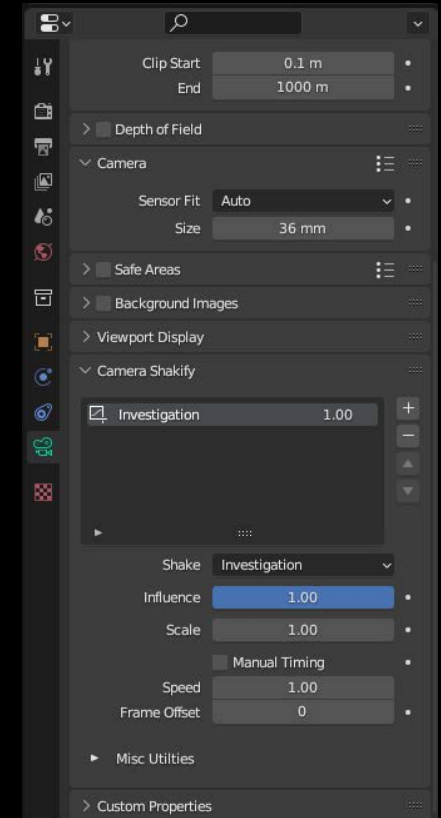 Clip Start 0.1 m
End 1000 m
Depth of Field
Camera
Sensor Fit Auto
Size 36 mm
Safe Areas
Background Images
Viewport Display
Camera Shakify
Investigation 1.00
Shake Investigation
Influence 1.00
Scale 1.00
Manual Timing
Speed 1.00
Frame Offset 0
Misc Utilties
Custom Properties